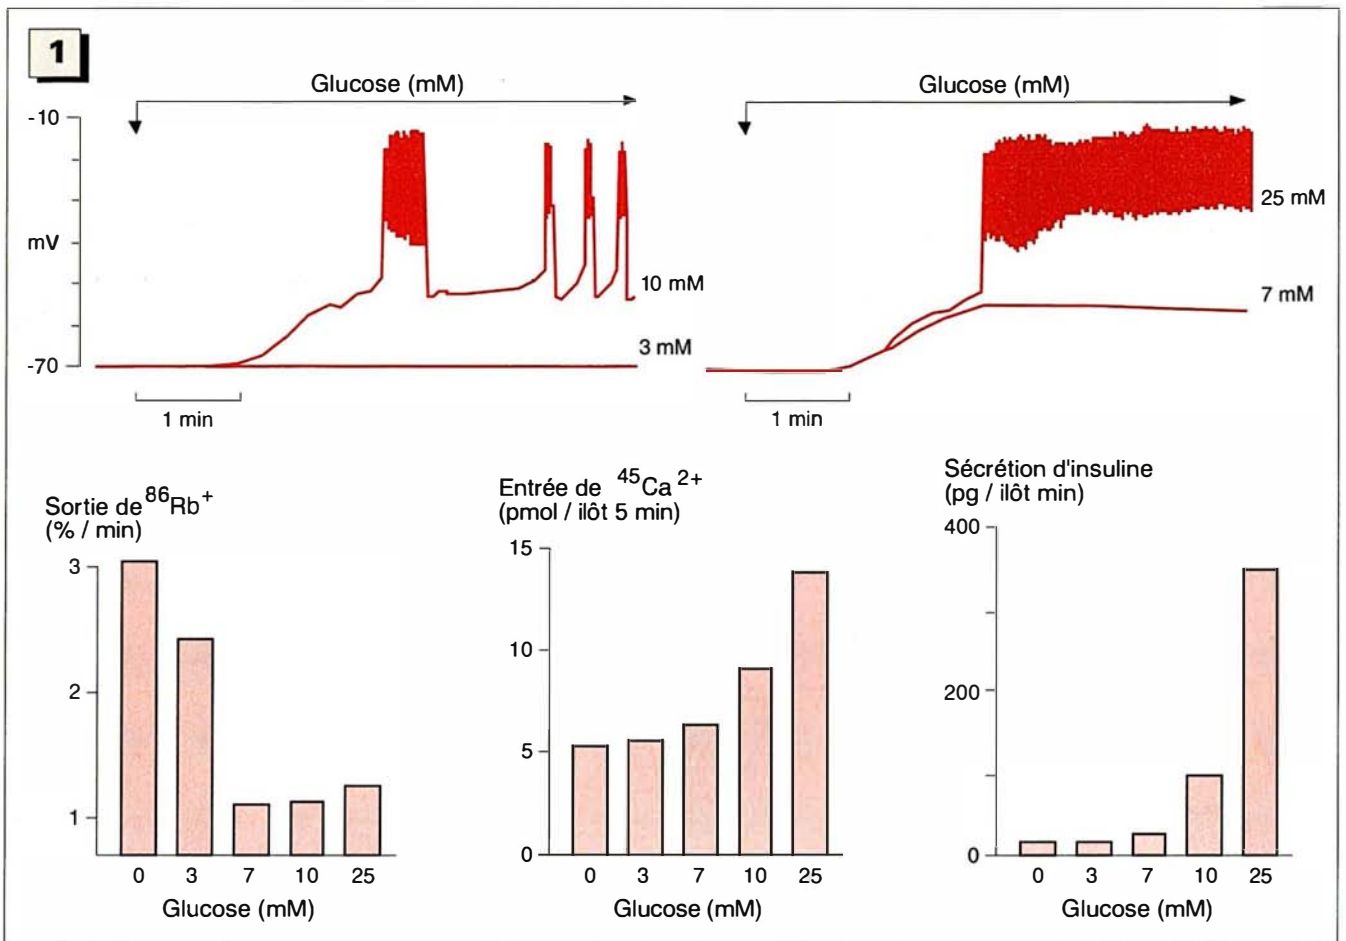 1
Glucose (mM)
-10
mV
-70
10 mM
3 mM
1 min
Glucose (mM)
25 mM
7 mM
1 min
Sortie de 86Rb+
(% / min)
3
2
1
0 3 7 10 25
Glucose (mM)
Entrée de 45Ca 2+
(pmol / ilôt 5 min)
15
10
5
0
0 3 7 10 25
Glucose (mM)
Sécrétion d'insuline
(pg / ilôt min)
400
200
0
0 3 7 10 25
Glucose (mM)